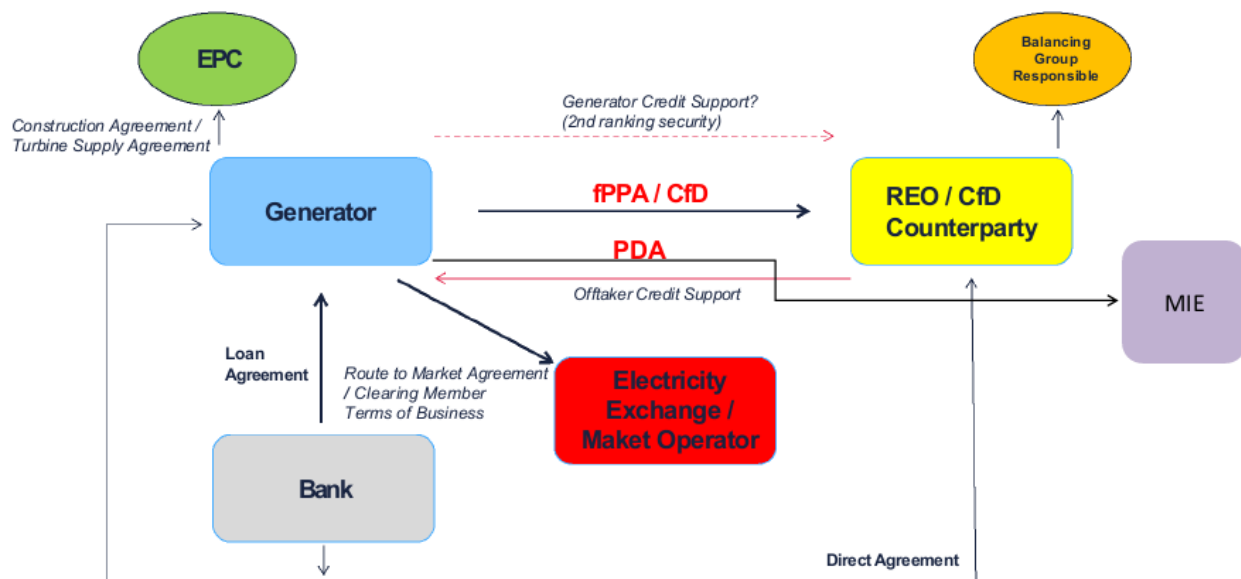 EPC
Balancing
Group
Responsible
Construction Agreement /
Turbine Supply Agreement
Generator Credit Support?
(2nd ranking security)
Generator
fPPA / CfD
REO / CfD
Counterparty
PDA
Offtaker Credit Support
MIE
Loan
Agreement
Route to Market Agreement
/ Clearing Member
Terms of Business
Electricity
Exchange /
Maket Operator
Bank
Direct Agreement